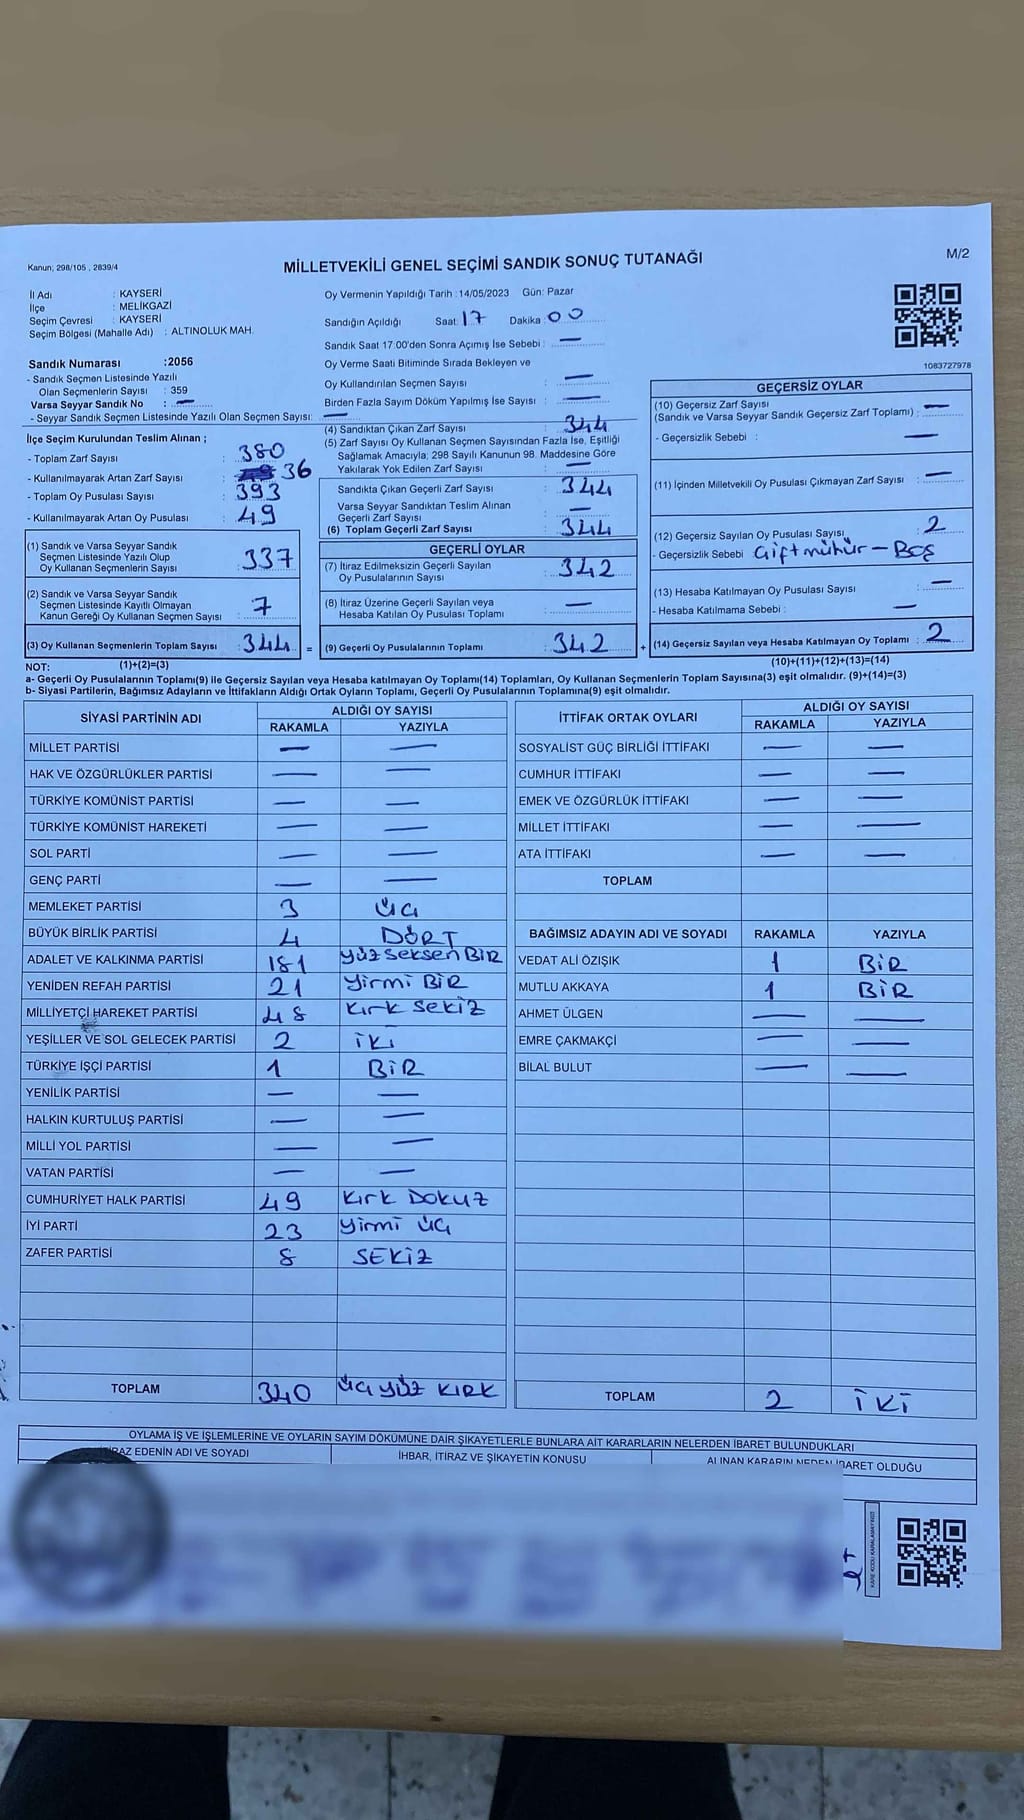 Kanun; 298/105 , 2839/4
MİLLETVEKİLİ GENEL SEÇİMİ SANDIK SONUÇ TUTANAĞI
M/2
İl Adı : KAYSERİ
İlçe : MELİKGAZİ
Seçim Çevresi : KAYSERİ
Seçim Bölgesi (Mahalle Adı) : ALTINOLUK MAH.
Sandık Numarası :2056
- Sandık Seçmen Listesinde Yazılı
Olan Seçmenlerin Sayısı : 359
Varsa Seyyar Sandık No : —
- Seyyar Sandık Seçmen Listesinde Yazılı Olan Seçmen Sayısı: —
İlçe Seçim Kurulundan Teslim Alınan ;
- Toplam Zarf Sayısı : 380
- Kullanılmayarak Artan Zarf Sayısı : 36
- Toplam Oy Pusulası Sayısı : 393
- Kullanılmayarak Artan Oy Pusulası : 49
(1) Sandık ve Varsa Seyyar Sandık
Seçmen Listesinde Yazılı Olup
Oy Kullanan Seçmenlerin Sayısı : 337
(2) Sandık ve Varsa Seyyar Sandık
Seçmen Listesinde Kayıtlı Olmayan
Kanun Gereği Oy Kullanan Seçmen Sayısı : 7
(3) Oy Kullanan Seçmenlerin Toplam Sayısı : 344 =
Oy Vermenin Yapıldığı Tarih :14/05/2023 Gün: Pazar
Sandığın Açıldığı Saat: 17 Dakika : 00
Sandık Saat 17:00'den Sonra Açımış İse Sebebi : —
Oy Verme Saati Bitiminde Sırada Bekleyen ve
Oy Kullandırılan Seçmen Sayısı : —
Birden Fazla Sayım Döküm Yapılmış İse Sayısı : —
(4) Sandıktan Çıkan Zarf Sayısı : 344
(5) Zarf Sayısı Oy Kullanan Seçmen Sayısından Fazla İse, Eşitliği
Sağlamak Amacıyla; 298 Sayılı Kanunun 98. Maddesine Göre
Yakılarak Yok Edilen Zarf Sayısı : —
Sandıkta Çıkan Geçerli Zarf Sayısı : 344
Varsa Seyyar Sandıktan Teslim Alınan
Geçerli Zarf Sayısı : —
(6) Toplam Geçerli Zarf Sayısı : 344
GEÇERLİ OYLAR
(7) İtiraz Edilmeksizin Geçerli Sayılan
Oy Pusulalarının Sayısı : 342
(8) İtiraz Üzerine Geçerli Sayılan veya
Hesaba Katılan Oy Pusulası Toplamı : —
(9) Geçerli Oy Pusulalarının Toplamı : 342 +
1083727978
GEÇERSİZ OYLAR
(10) Geçersiz Zarf Sayısı
(Sandık ve Varsa Seyyar Sandık Geçersiz Zarf Toplamı) : —
- Geçersizlik Sebebi : —
(11) İçinden Milletvekili Oy Pusulası Çıkmayan Zarf Sayısı : —
(12) Geçersiz Sayılan Oy Pusulası Sayısı : 2
- Geçersizlik Sebebi Çift mühür — Boş
(13) Hesaba Katılmayan Oy Pusulası Sayısı : —
- Hesaba Katılmama Sebebi : —
(14) Geçersiz Sayılan veya Hesaba Katılmayan Oy Toplamı : 2
NOT: (1)+(2)=(3) (10)+(11)+(12)+(13)=(14)
a- Geçerli Oy Pusulalarının Toplamı(9) ile Geçersiz Sayılan veya Hesaba katılmayan Oy Toplamı(14) Toplamları, Oy Kullanan Seçmenlerin Toplam Sayısına(3) eşit olmalıdır. (9)+(14)=(3)
b- Siyasi Partilerin, Bağımsız Adayların ve İttifakların Aldığı Ortak Oyların Toplamı, Geçerli Oy Pusulalarının Toplamına(9) eşit olmalıdır.
SİYASİ PARTİNİN ADI ALDIĞI OY SAYISI
RAKAMLA YAZIYLA
MİLLET PARTİSİ — —
HAK VE ÖZGÜRLÜKLER PARTİSİ — —
TÜRKİYE KOMÜNİST PARTİSİ — —
TÜRKİYE KOMÜNİST HAREKETİ — —
SOL PARTİ — —
GENÇ PARTİ — —
MEMLEKET PARTİSİ 3 üç
BÜYÜK BİRLİK PARTİSİ 4 DÖRT
ADALET VE KALKINMA PARTİSİ 181 yüz seksen BİR
YENİDEN REFAH PARTİSİ 21 yirmi BİR
MİLLİYETÇİ HAREKET PARTİSİ 48 kırk sekiz
YEŞİLLER VE SOL GELECEK PARTİSİ 2 iki
TÜRKİYE İŞÇİ PARTİSİ 1 BİR
YENİLİK PARTİSİ — —
HALKIN KURTULUŞ PARTİSİ — —
MİLLİ YOL PARTİSİ — —
VATAN PARTİSİ — —
CUMHURİYET HALK PARTİSİ 49 kırk DOKUZ
İYİ PARTİ 23 yirmi üç
ZAFER PARTİSİ 8 SEKİZ
TOPLAM 340 üç yüz KIRK
İTTİFAK ORTAK OYLARI ALDIĞI OY SAYISI
RAKAMLA YAZIYLA
SOSYALİST GÜÇ BİRLİĞİ İTTİFAKI — —
CUMHUR İTTİFAKI — —
EMEK VE ÖZGÜRLÜK İTTİFAKI — —
MİLLET İTTİFAKI — —
ATA İTTİFAKI — —
TOPLAM
BAĞIMSIZ ADAYIN ADI VE SOYADI RAKAMLA YAZIYLA
VEDAT ALİ ÖZIŞIK 1 BİR
MUTLU AKKAYA 1 BİR
AHMET ÜLGEN — —
EMRE ÇAKMAKÇİ — —
BİLAL BULUT — —
TOPLAM 2 İKİ
OYLAMA İŞ VE İŞLEMLERİNE VE OYLARIN SAYIM DÖKÜMÜNE DAİR ŞİKAYETLERLE BUNLARA AİT KARARLARIN NELERDEN İBARET BULUNDUKLARI
İTİRAZ EDENİN ADI VE SOYADI İHBAR, İTİRAZ VE ŞİKAYETİN KONUSU ALINAN KARARIN NEDEN İBARET OLDUĞU
KARE KODU KARALAMAYINIZ!